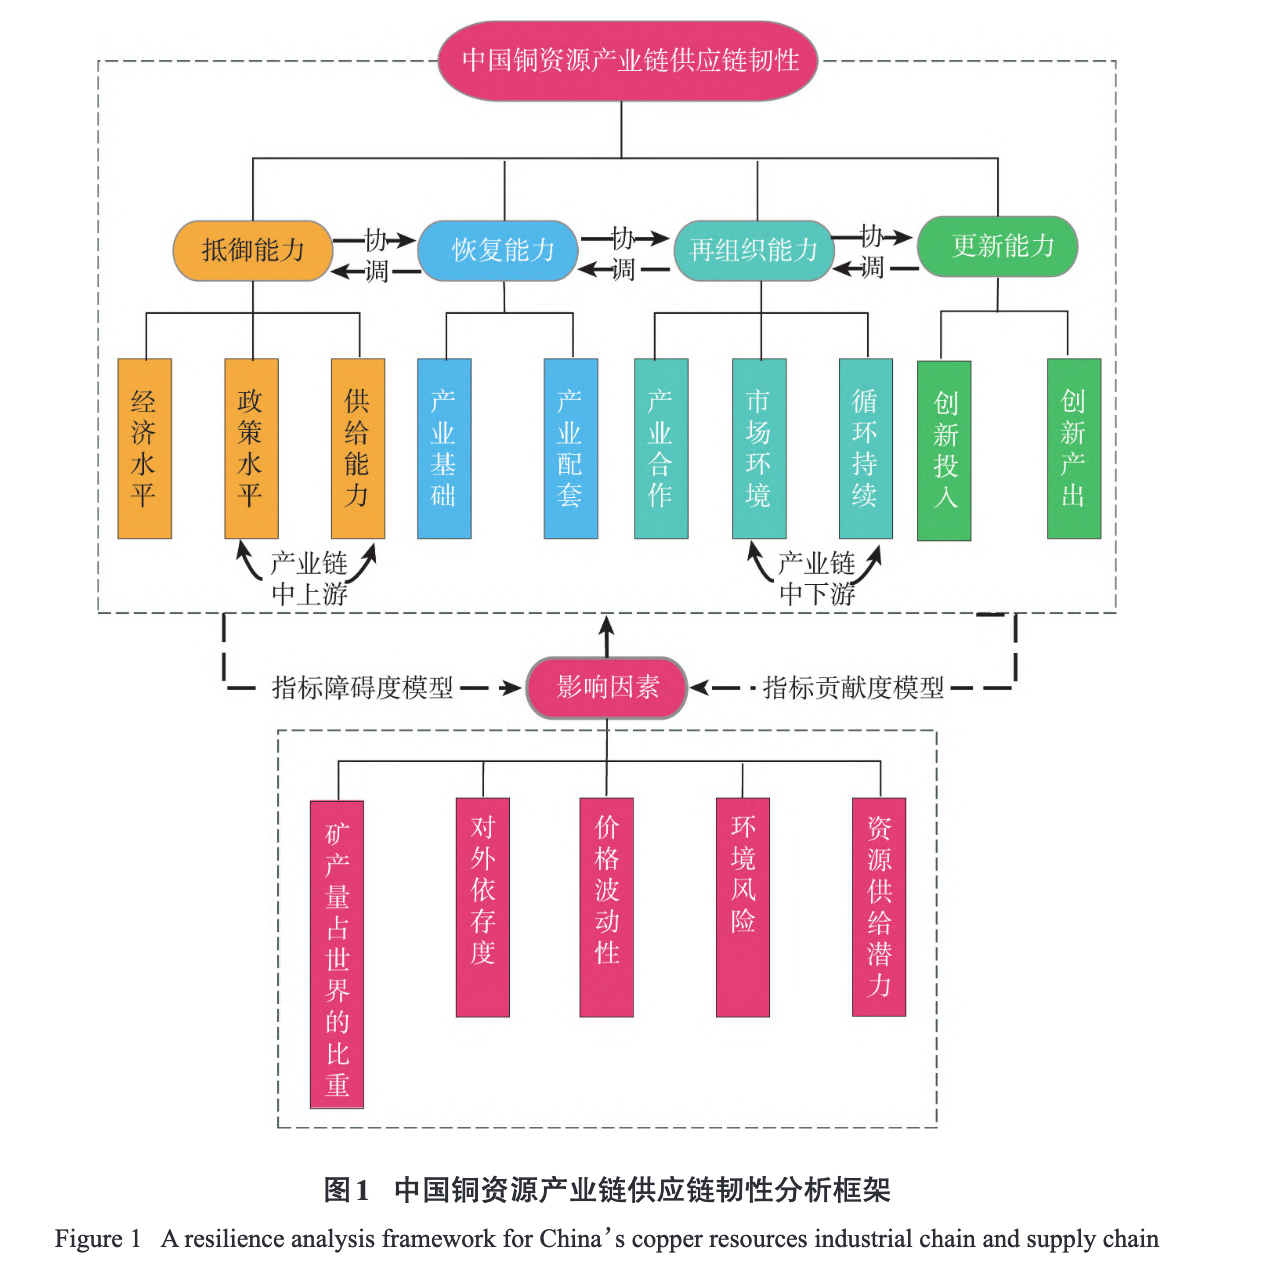 中国铜资源产业链供应链韧性
抵御能力
协
调
恢复能力
协
调
再组织能力
协
调
更新能力
经济水平
政策水平
供给能力
产业基础
产业配套
产业合作
市场环境
循环持续
创新投入
创新产出
产业链
中上游
产业链
中下游
指标障碍度模型
影响因素
指标贡献度模型
矿产量占世界的比重
对外依存度
价格波动性
环境风险
资源供给潜力
图1 中国铜资源产业链供应链韧性分析框架
Figure 1 A resilience analysis framework for China’s copper resources industrial chain and supply chain